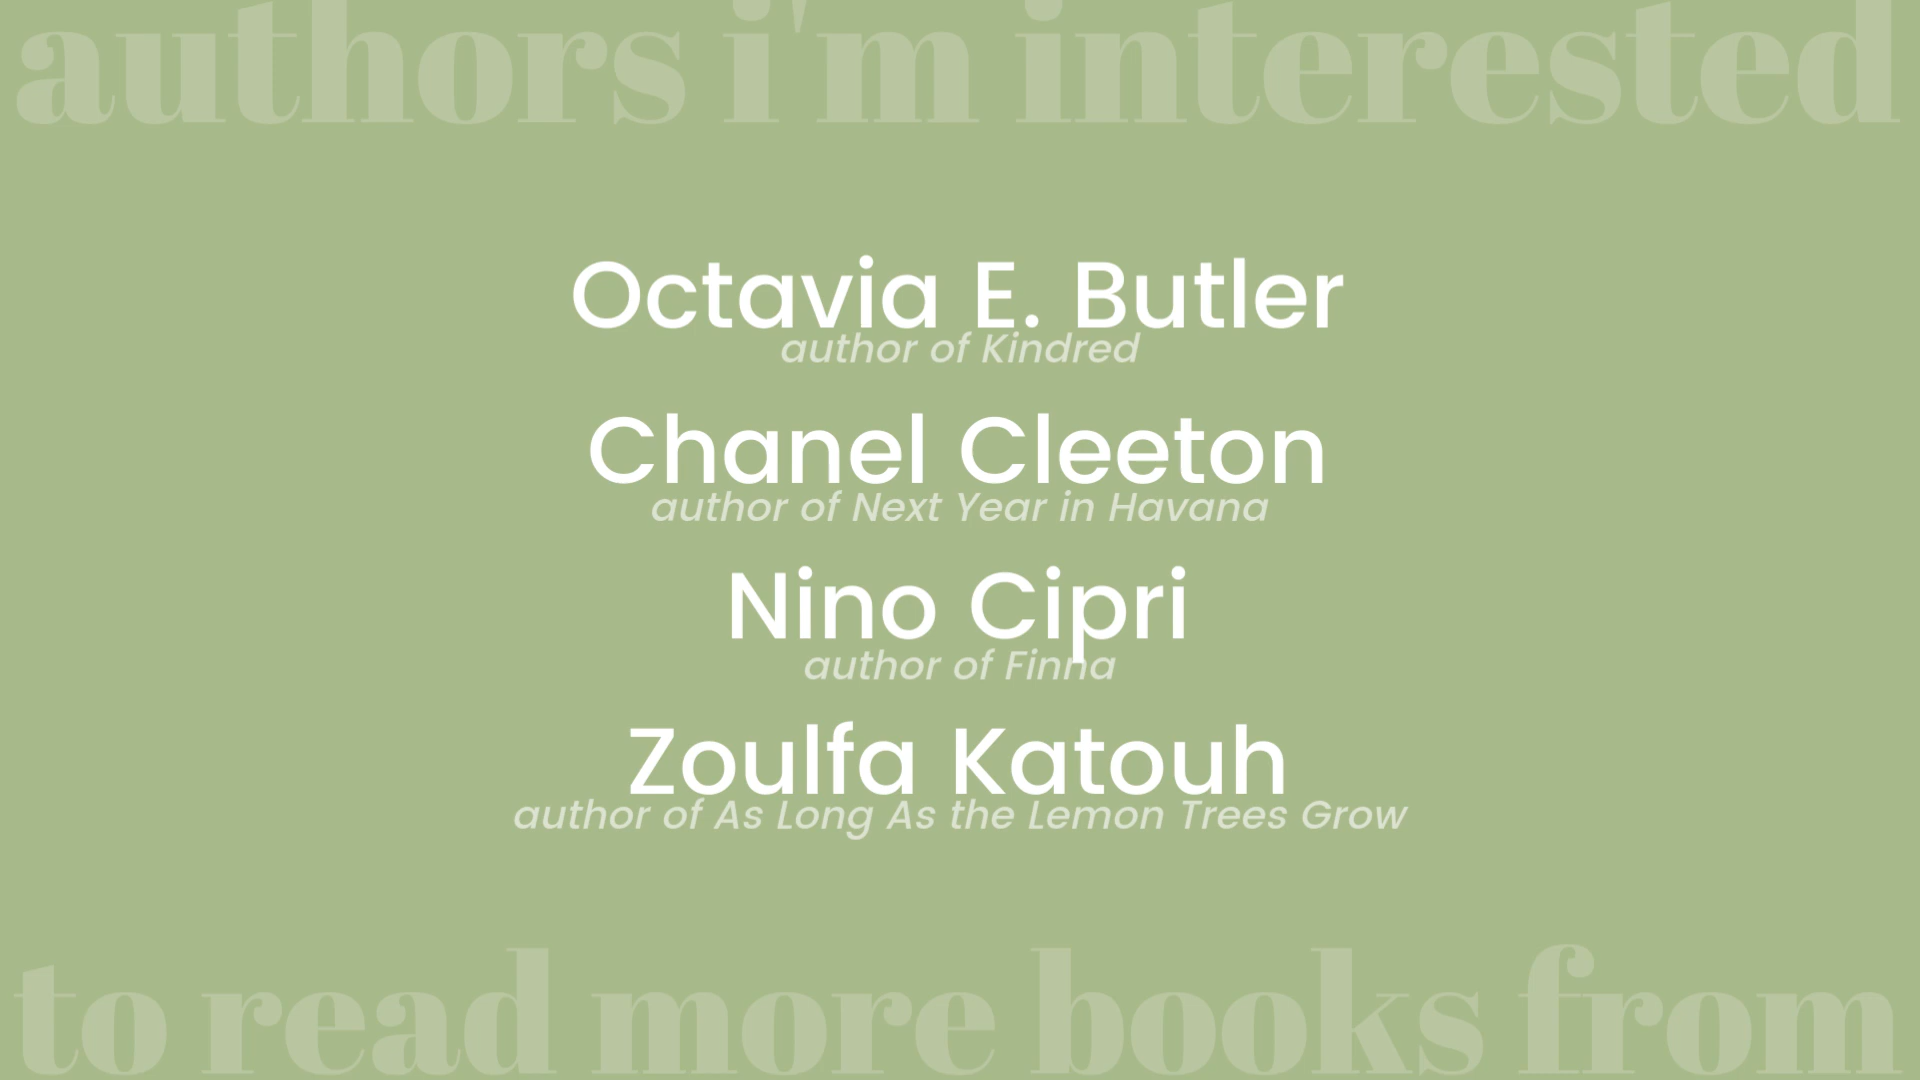 authors i'm interested
Octavia E. Butler
author of Kindred
Chanel Cleeton
author of Next Year in Havana
Nino Cipri
author of Finna
Zoulfa Katouh
author of As Long As the Lemon Trees Grow
to read more books from